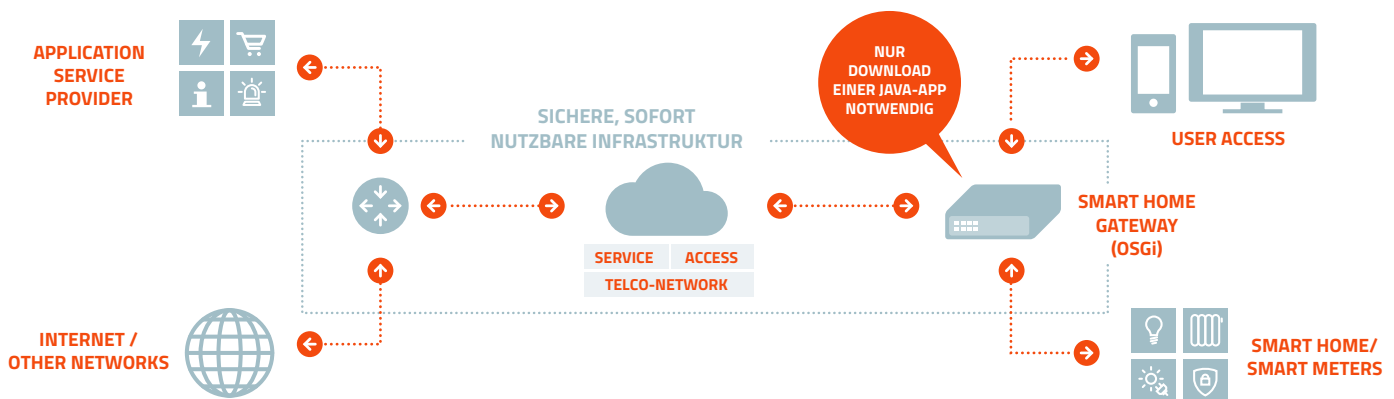 APPLICATION
SERVICE
PROVIDER
NUR
DOWNLOAD
EINER JAVA-APP
NOTWENDIG
SICHERE, SOFORT
NUTZBARE INFRASTRUKTUR
USER ACCESS
SMART HOME
GATEWAY
(OSGi)
SERVICE
ACCESS
TELCO-NETWORK
INTERNET /
OTHER NETWORKS
SMART HOME/
SMART METERS